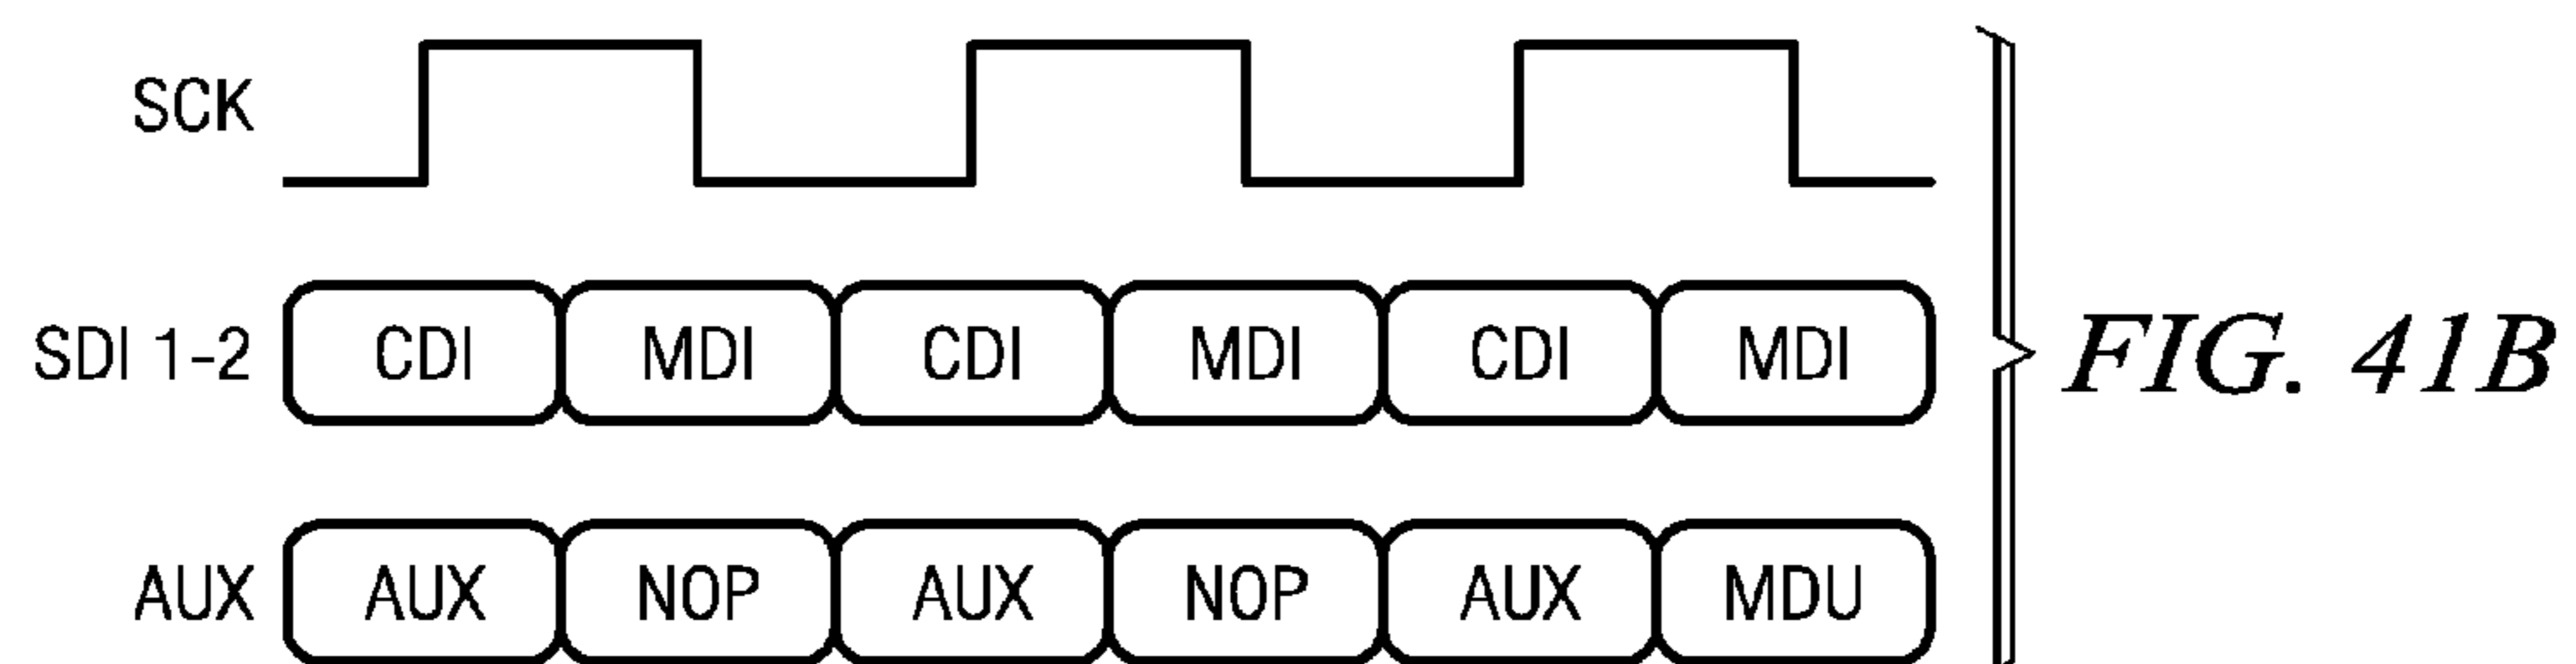 SCK
SDI 1-2 CDI MDI CDI MDI CDI MDI
AUX AUX NOP AUX NOP AUX MDU
FIG. 41B